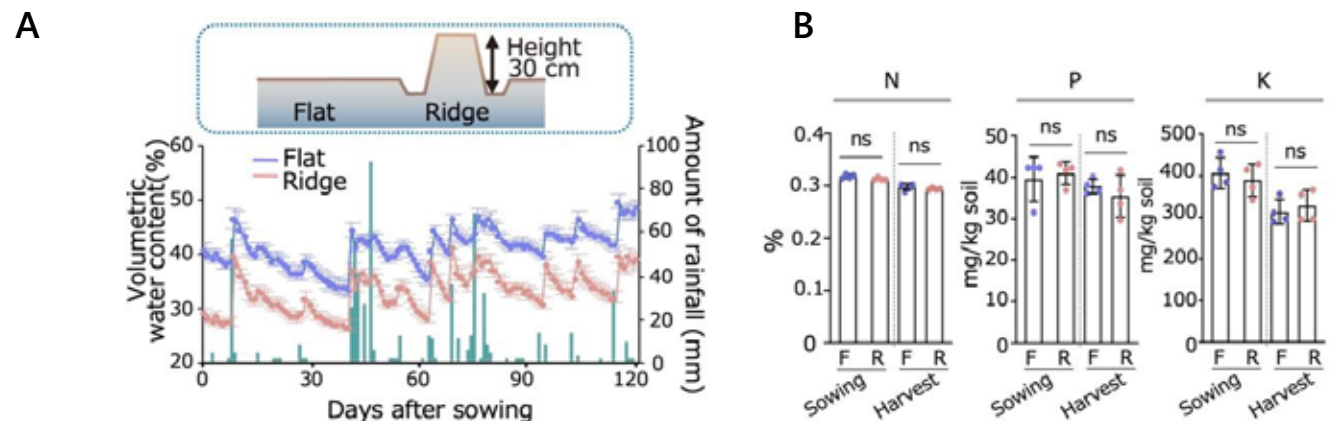 A
Height
30 cm
Flat
Ridge
Volumetric
water content(%)
60
50
40
30
20
Flat
Ridge
100
80
60
40
20
0
Amount of rainfall (mm)
0
30
60
90
120
Days after sowing
B
N
P
K
%
0.4
0.3
0.2
0.1
0
ns
ns
F
R
F
R
Sowing
Harvest
mg/kg soil
50
40
30
20
10
0
ns
ns
F
R
F
R
Sowing
Harvest
mg/kg soil
500
400
300
200
100
0
ns
ns
F
R
F
R
Sowing
Harvest